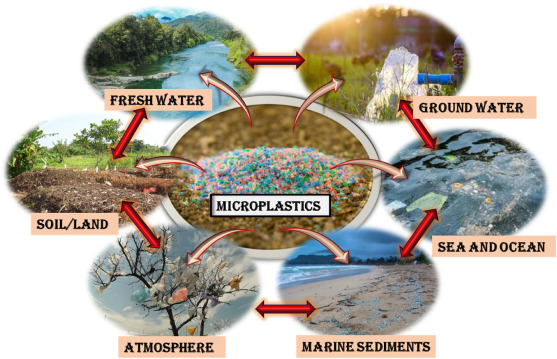 FRESH WATER
GROUND WATER
MICROPLASTICS
SOIL/LAND
SEA AND OCEAN
ATMOSPHERE
MARINE SEDIMENTS